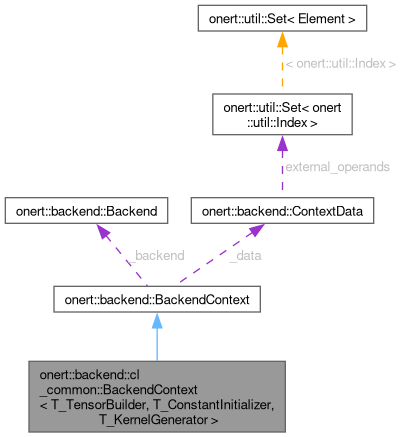 onert::util::Set< Element >
< onert::util::Index >
onert::util::Set< onert
::util::Index >
external_operands
onert::backend::Backend
onert::backend::ContextData
_backend
_data
onert::backend::BackendContext
onert::backend::cl
_common::BackendContext
< T_TensorBuilder, T_ConstantInitializer,
T_KernelGenerator >